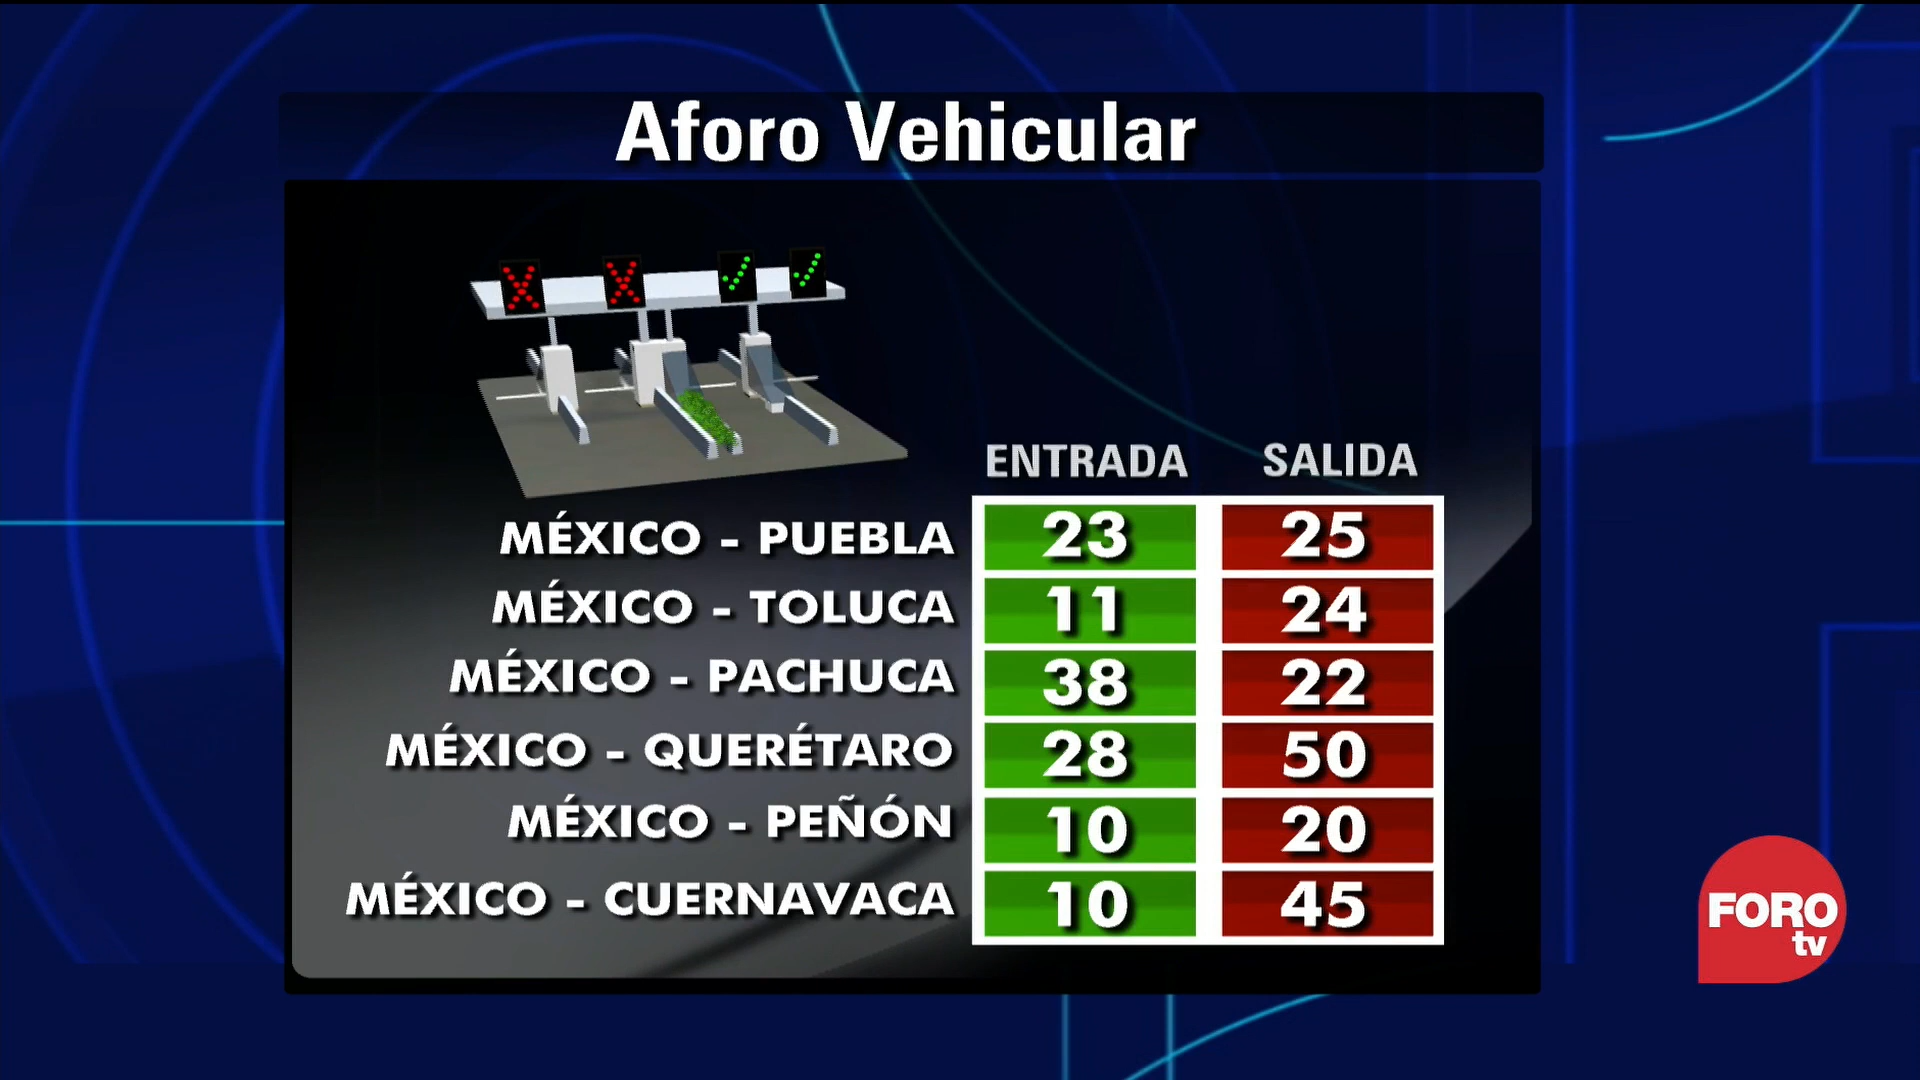 Aforo Vehicular
ENTRADA SALIDA
MÉXICO - PUEBLA 23 25
MÉXICO - TOLUCA 11 24
MÉXICO - PACHUCA 38 22
MÉXICO - QUERÉTARO 28 50
MÉXICO - PEÑÓN 10 20
MÉXICO - CUERNAVACA 10 45
FORO
tv